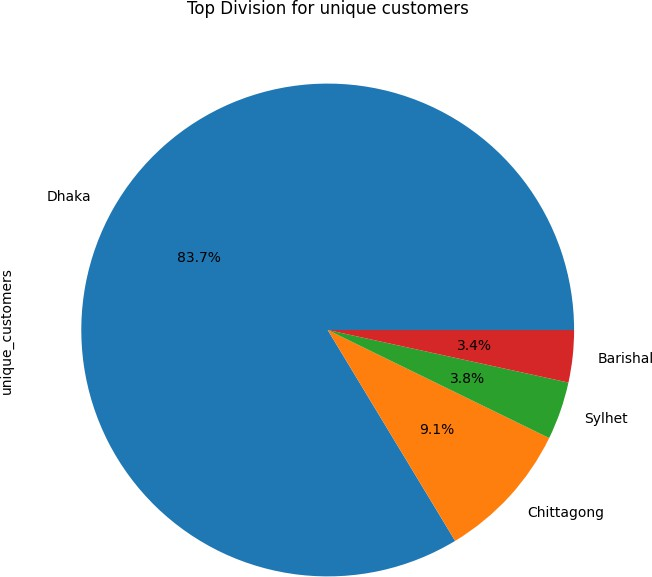 Top Division for unique customers
Dhaka
83.7%
unique_customers
3.4%
Barishal
3.8%
Sylhet
9.1%
Chittagong